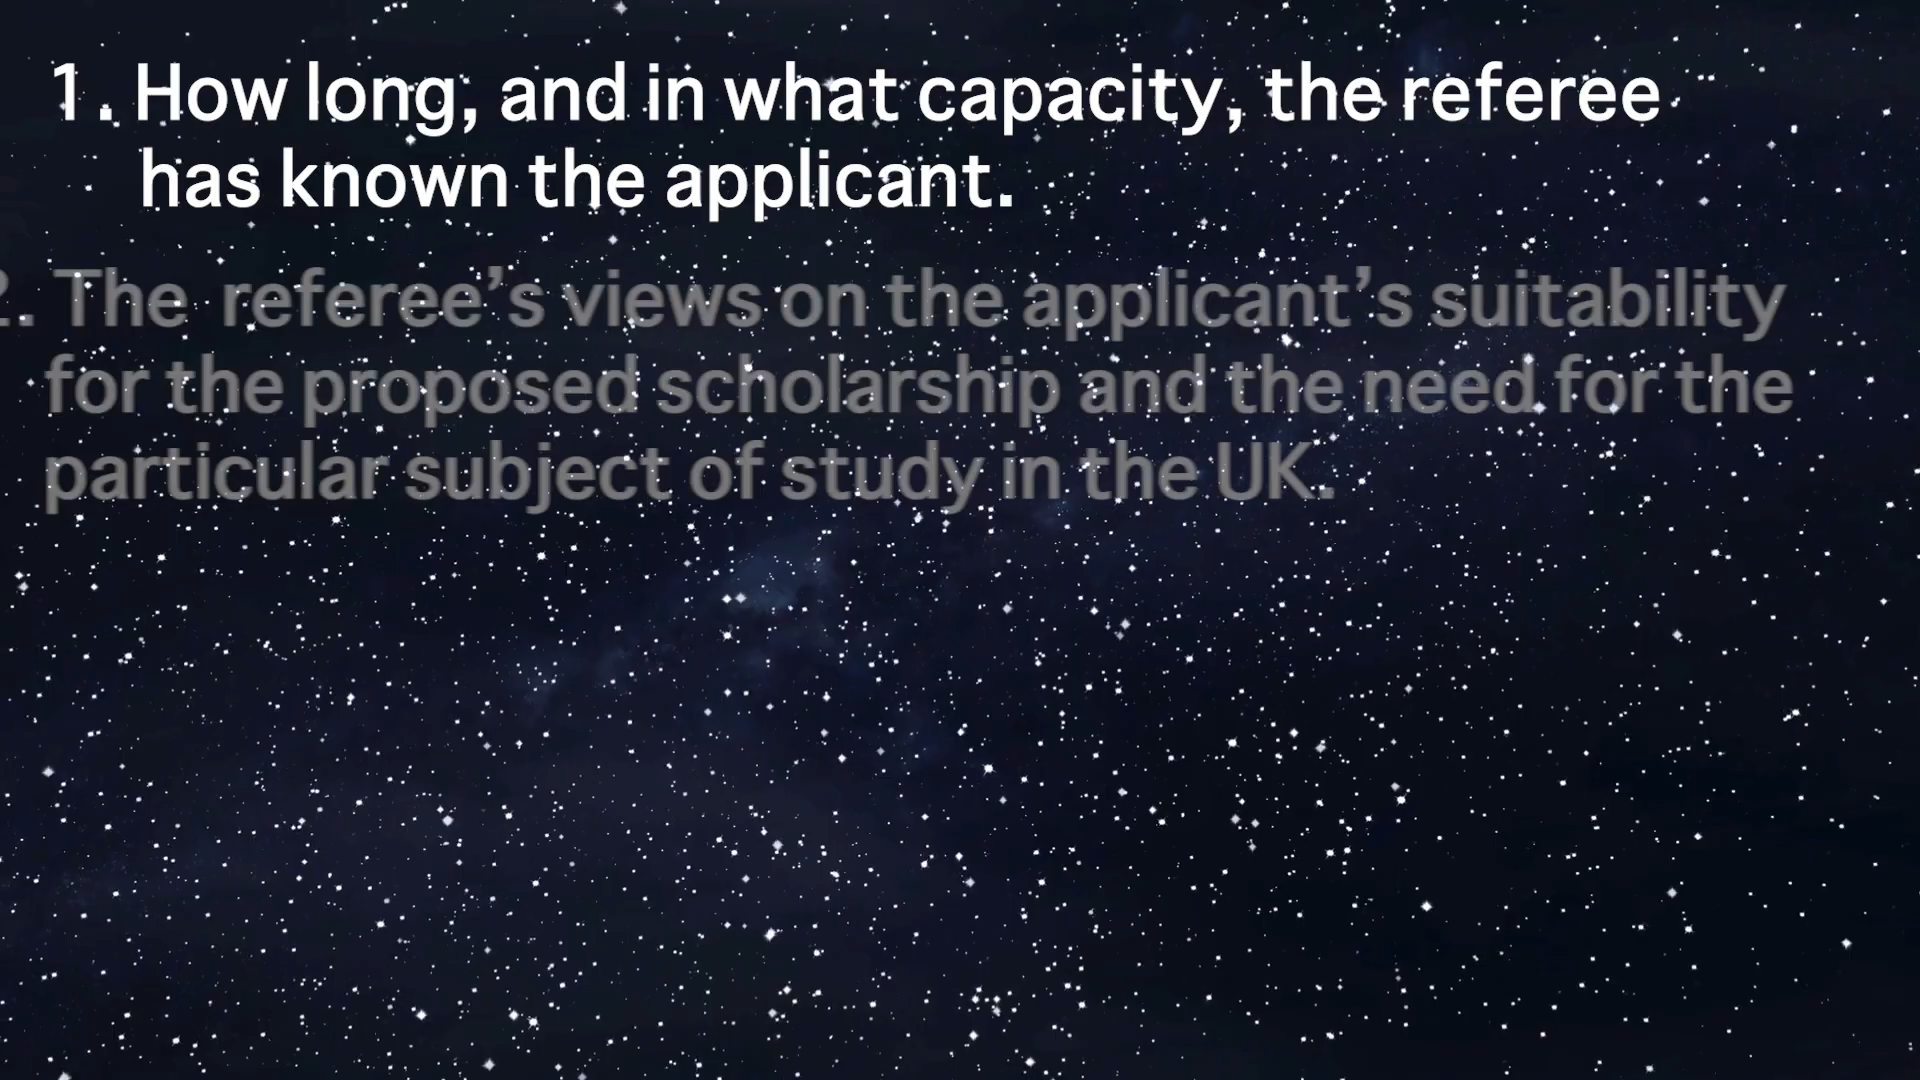 1. How long, and in what capacity, the referee
has known the applicant.
2. The referee’s views on the applicant’s suitability
for the proposed scholarship and the need for the
particular subject of study in the UK.